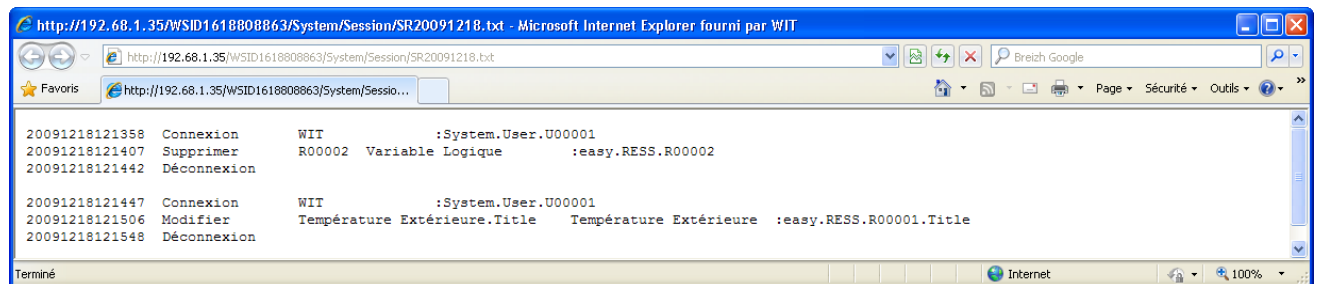 http://192.68.1.35/WSID1618808863/System/Session/SR20091218.txt - Microsoft Internet Explorer fourni par WIT
http://192.68.1.35/WSID1618808863/System/Session/SR20091218.txt Breizh Google
Favoris http://192.68.1.35/WSID1618808863/System/Sessio... Page Sécurité Outils »
20091218121358 Connexion WIT :System.User.U00001
20091218121407 Supprimer R00002 Variable Logique :easy.RESS.R00002
20091218121442 Déconnexion
20091218121447 Connexion WIT :System.User.U00001
20091218121506 Modifier Température Extérieure.Title Température Extérieure :easy.RESS.R00001.Title
20091218121548 Déconnexion
Terminé Internet 100%